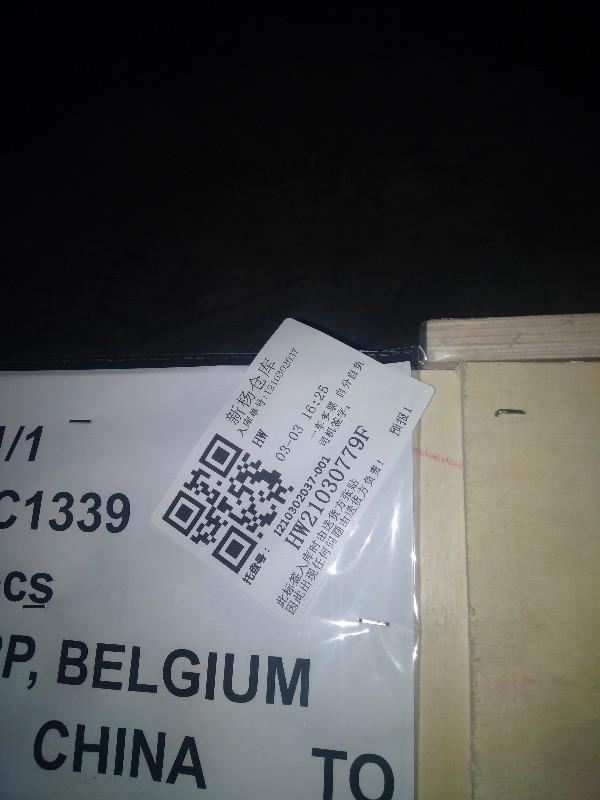 新杨仓库
入库单号:I210302037
HW
03-03 16:25
一车多票 自分自负
司机签字:
托盘号: I210302037-001
HW21030779F
预报1
此标签入库时由送货方张贴
因此出现任何问题由送货方负责!
1/1
C1339
cs
P, BELGIUM
CHINA TO